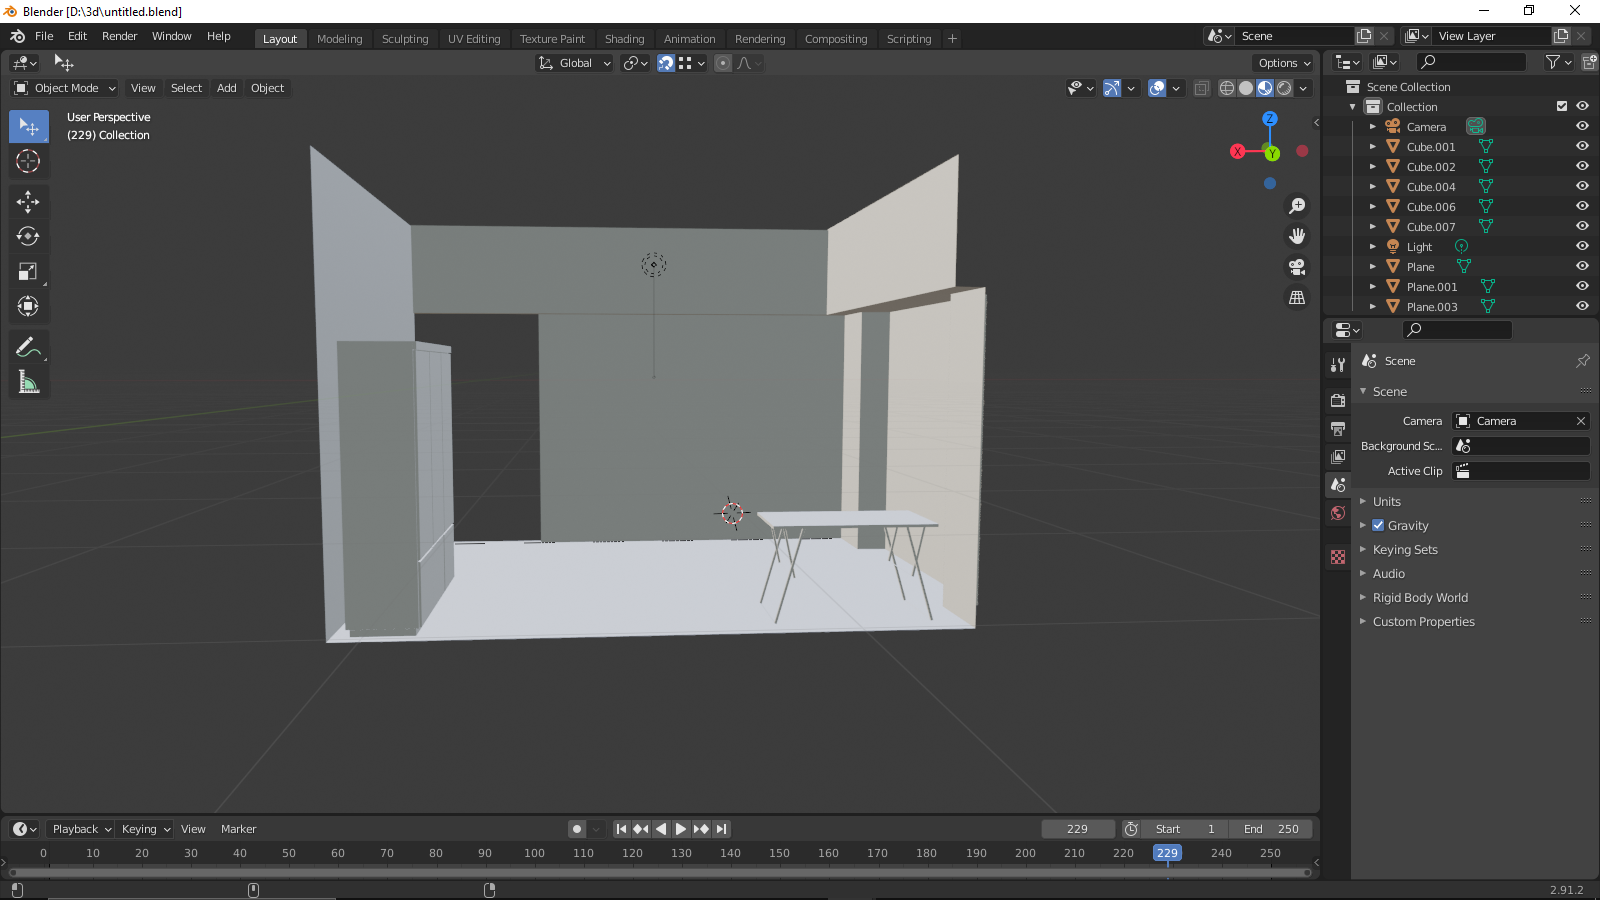 Blender [D:\3d\untitled.blend]
File Edit Render Window Help
Layout Modeling Sculpting UV Editing Texture Paint Shading Animation Rendering Compositing Scripting +
Scene
View Layer
Global
Options
Object Mode View Select Add Object
User Perspective
(229) Collection
Z
X
Y
Scene Collection
Collection
Camera
Cube.001
Cube.002
Cube.004
Cube.006
Cube.007
Light
Plane
Plane.001
Plane.003
Scene
Scene
Camera Camera
Background Sc...
Active Clip
Units
Gravity
Keying Sets
Audio
Rigid Body World
Custom Properties
Playback Keying View Marker
229
Start 1
End 250
0 10 20 30 40 50 60 70 80 90 100 110 120 130 140 150 160 170 180 190 200 210 220 229 240 250
2.91.2